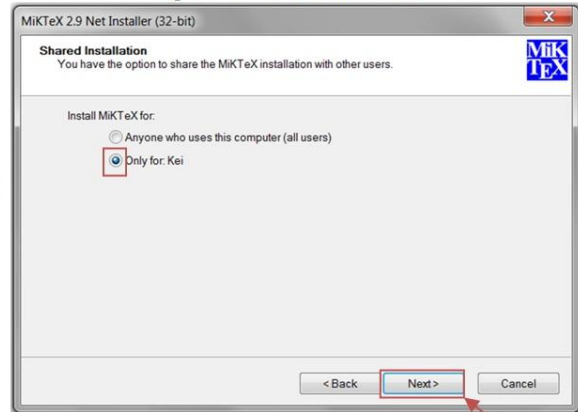 MiKTeX 2.9 Net Installer (32-bit)
Shared Installation
You have the option to share the MiKTeX installation with other users.
MiK
TEX
Install MiKTeX for:
Anyone who uses this computer (all users)
Only for: Kei
< Back
Next >
Cancel